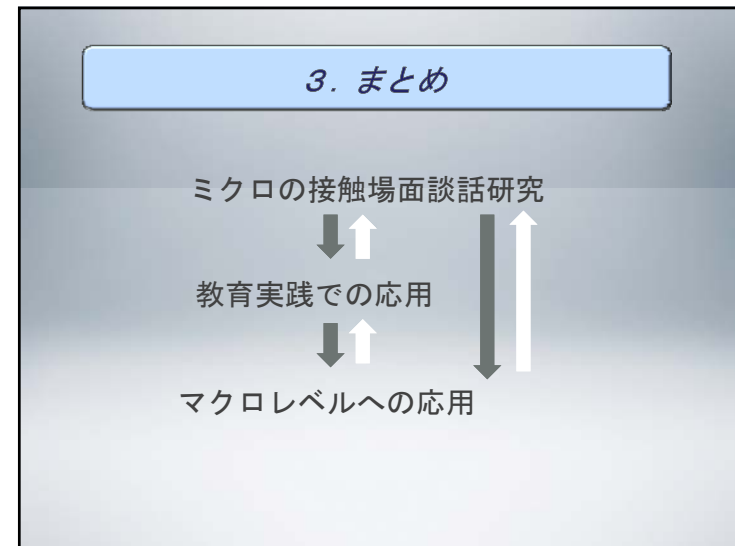 ３．まとめ
ミクロの接触場面談話研究
教育実践での応用
マクロレベルへの応用